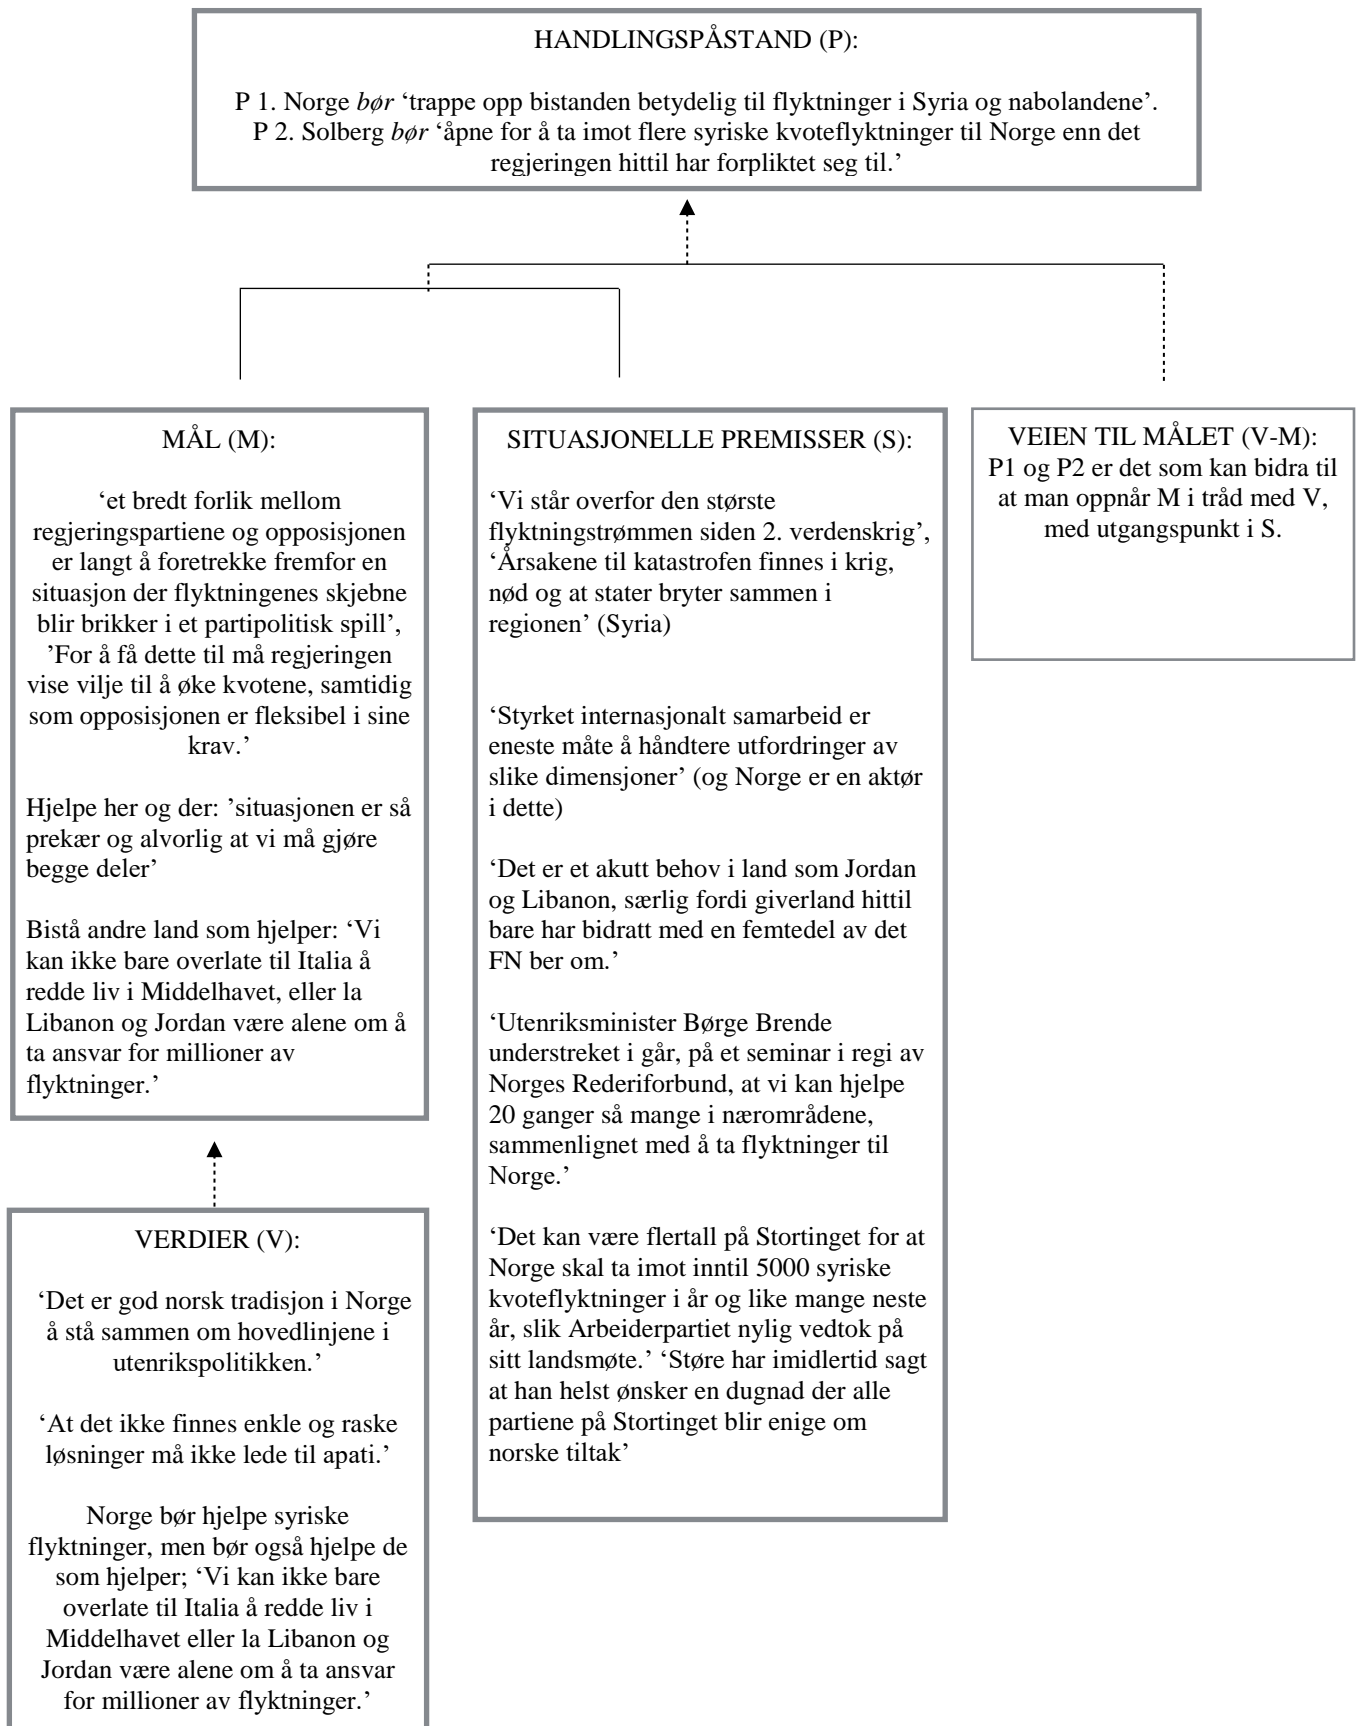 HANDLINGSPÅSTAND (P):
P 1. Norge bør ‘trappe opp bistanden betydelig til flyktninger i Syria og nabolandene’.
P 2. Solberg bør ‘åpne for å ta imot flere syriske kvoteflyktninger til Norge enn det
regjeringen hittil har forpliktet seg til.’
MÅL (M):
‘et bredt forlik mellom
regjeringspartiene og opposisjonen
er langt å foretrekke fremfor en
situasjon der flyktningenes skjebne
blir brikker i et partipolitisk spill’,
’For å få dette til må regjeringen
vise vilje til å øke kvotene, samtidig
som opposisjonen er fleksibel i sine
krav.’
Hjelpe her og der: ’situasjonen er så
prekær og alvorlig at vi må gjøre
begge deler’
Bistå andre land som hjelper: ‘Vi
kan ikke bare overlate til Italia å
redde liv i Middelhavet, eller la
Libanon og Jordan være alene om å
ta ansvar for millioner av
flyktninger.’
VERDIER (V):
‘Det er god norsk tradisjon i Norge
å stå sammen om hovedlinjene i
utenrikspolitikken.’
‘At det ikke finnes enkle og raske
løsninger må ikke lede til apati.’
Norge bør hjelpe syriske
flyktninger, men bør også hjelpe de
som hjelper; ‘Vi kan ikke bare
overlate til Italia å redde liv i
Middelhavet eller la Libanon og
Jordan være alene om å ta ansvar
for millioner av flyktninger.’
SITUASJONELLE PREMISSER (S):
‘Vi står overfor den største
flyktningstrømmen siden 2. verdenskrig’,
‘Årsakene til katastrofen finnes i krig,
nød og at stater bryter sammen i
regionen’ (Syria)
‘Styrket internasjonalt samarbeid er
eneste måte å håndtere utfordringer av
slike dimensjoner’ (og Norge er en aktør
i dette)
‘Det er et akutt behov i land som Jordan
og Libanon, særlig fordi giverland hittil
bare har bidratt med en femtedel av det
FN ber om.’
‘Utenriksminister Børge Brende
understreket i går, på et seminar i regi av
Norges Rederiforbund, at vi kan hjelpe
20 ganger så mange i nærområdene,
sammenlignet med å ta flyktninger til
Norge.’
‘Det kan være flertall på Stortinget for at
Norge skal ta imot inntil 5000 syriske
kvoteflyktninger i år og like mange neste
år, slik Arbeiderpartiet nylig vedtok på
sitt landsmøte.’ ‘Støre har imidlertid sagt
at han helst ønsker en dugnad der alle
partiene på Stortinget blir enige om
norske tiltak’
VEIEN TIL MÅLET (V-M):
P1 og P2 er det som kan bidra til
at man oppnår M i tråd med V,
med utgangspunkt i S.